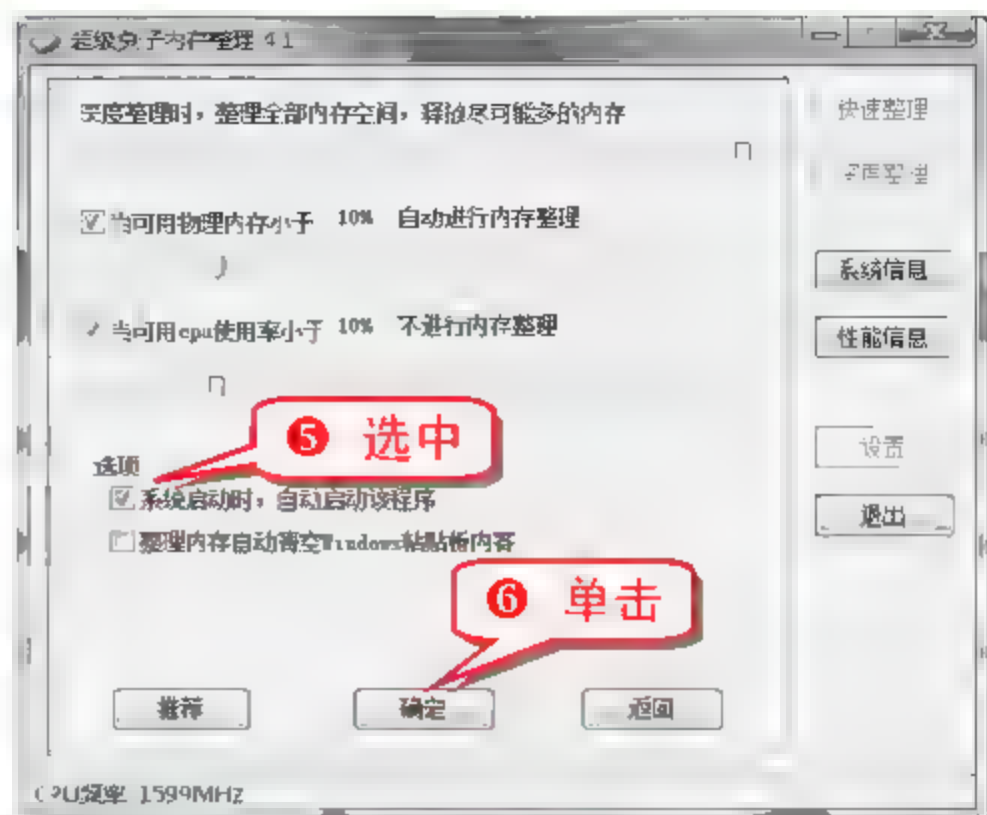 超级兔子内存整理 4.1
深度整理时，整理全部内存空间，释放尽可能多的内存
当可用物理内存小于 10% 自动进行内存整理
当可用cpu使用率小于 10% 不进行内存整理
❺ 选中
选项
系统启动时，自动启动该程序
整理内存自动清空Windows粘贴板内容
❻ 单击
推荐 确定 返回
快速整理
深度整理
系统信息
性能信息
设置
退出
CPU频率 1599MHz